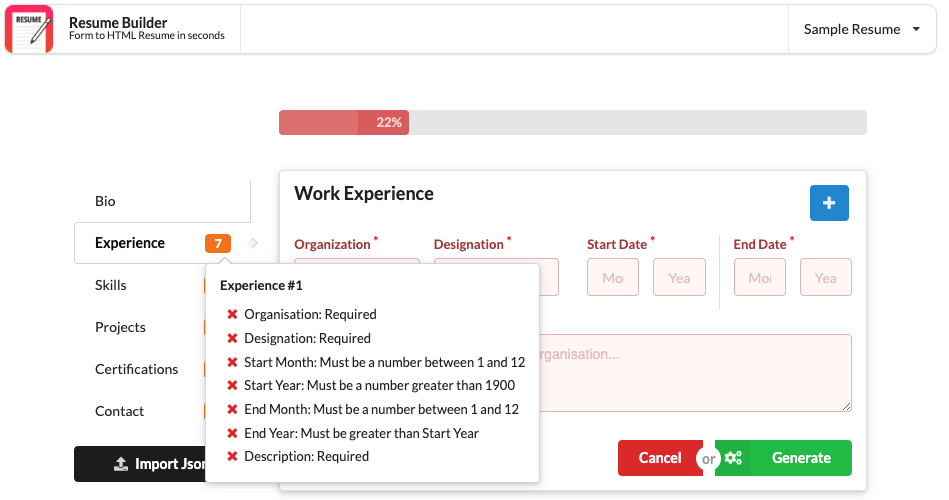 RESUME
Resume Builder
Form to HTML Resume in seconds
Sample Resume
22%
Bio
Experience 7
Skills
Projects
Certifications
Contact
Import Json
Work Experience
Organization * Designation * Start Date * End Date *
Mo Yea Mo Yea
Experience #1
Organisation: Required
Designation: Required
Start Month: Must be a number between 1 and 12
Start Year: Must be a number greater than 1900
End Month: Must be a number between 1 and 12
End Year: Must be greater than Start Year
Description: Required
rganisation...
Cancel or Generate